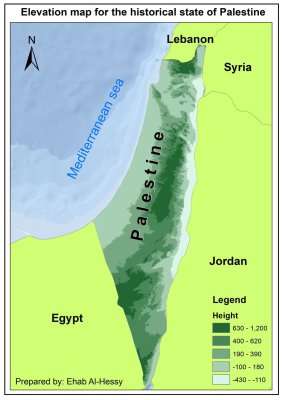 Elevation map for the historical state of Palestine
N
Lebanon
Syria
Mediterranean sea
Palestine
Jordan
Egypt
Legend
Height
630 - 1,200
400 - 620
190 - 390
-100 - 180
-430 - -110
Prepared by: Ehab Al-Hessy